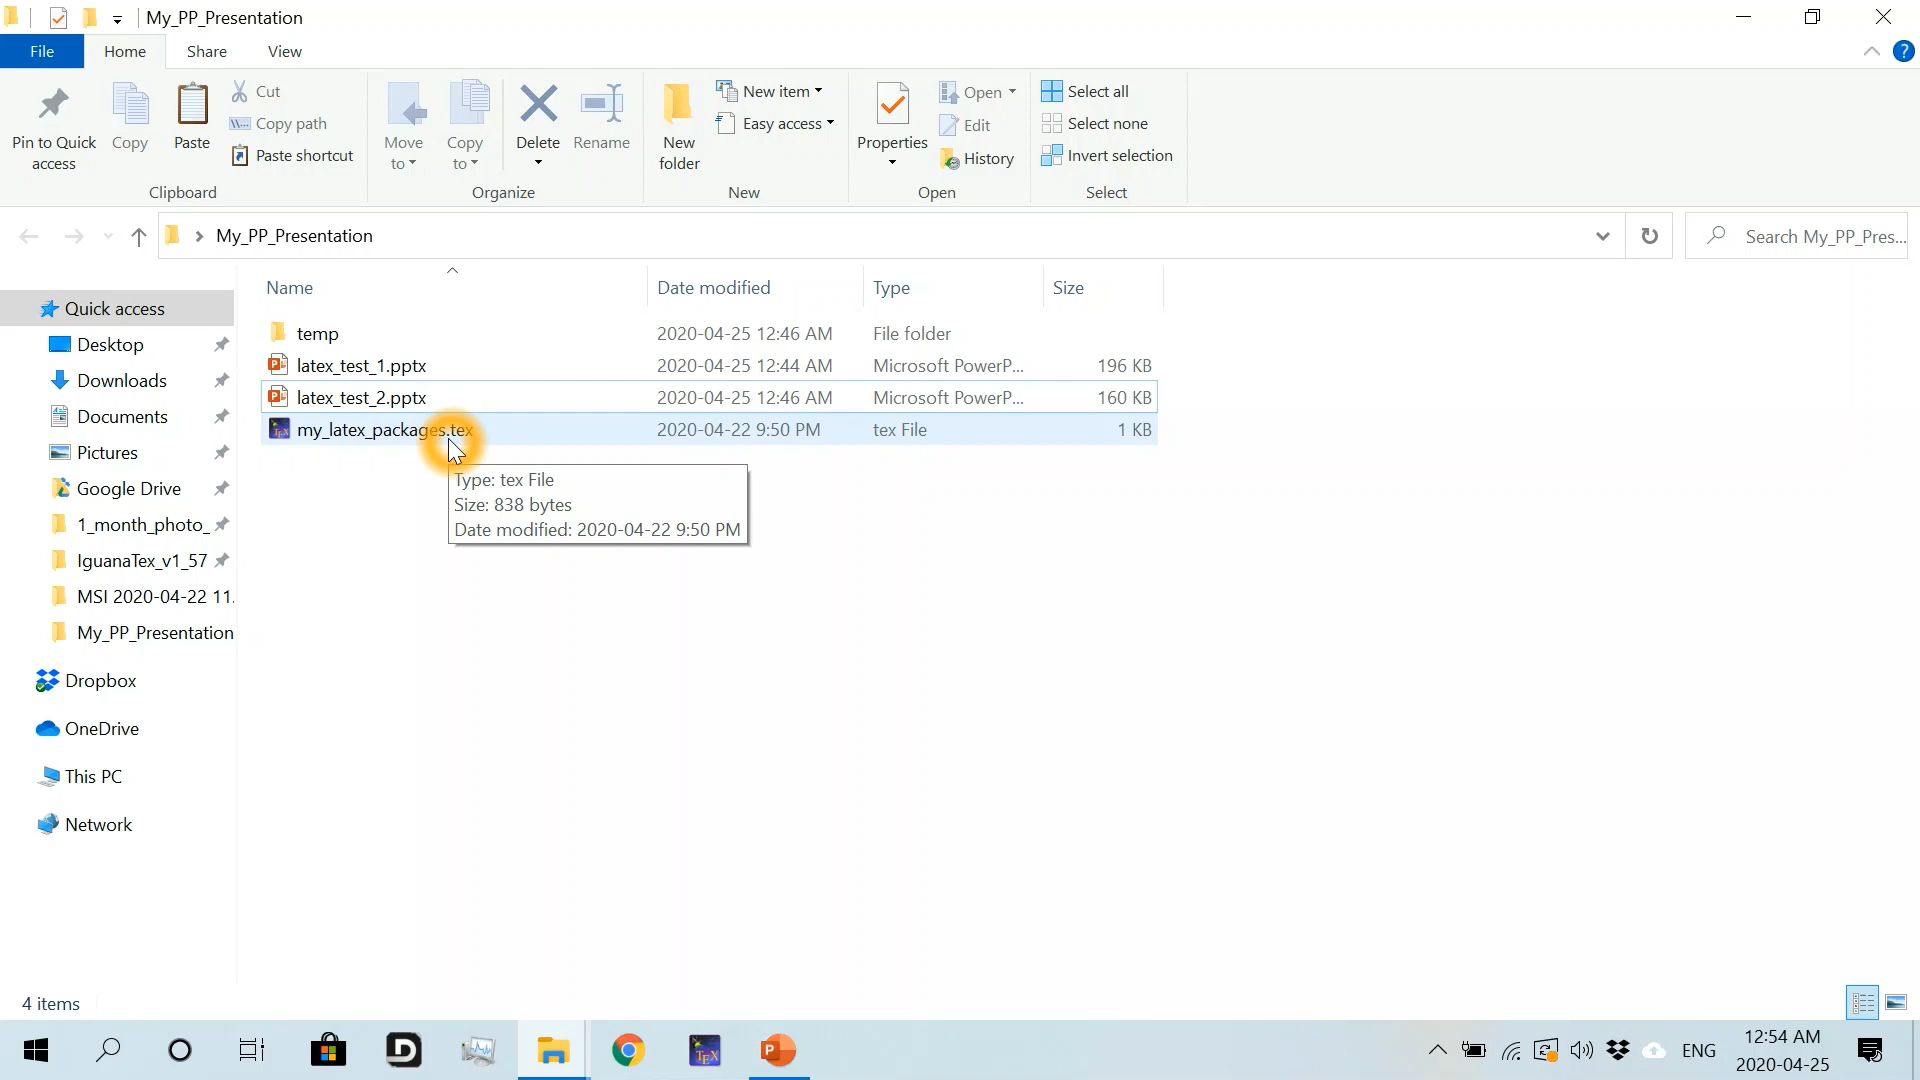 My_PP_Presentation
File
Home
Share
View
?
Pin to Quick access
Copy
Paste
Cut
Copy path
Paste shortcut
Clipboard
Move to
Copy to
Delete
Rename
Organize
New folder
New item
Easy access
New
Properties
Open
Edit
History
Open
Select all
Select none
Invert selection
Select
My_PP_Presentation
Search My_PP_Pres...
Name
Date modified
Type
Size
temp 2020-04-25 12:46 AM File folder
latex_test_1.pptx 2020-04-25 12:44 AM Microsoft PowerP... 196 KB
latex_test_2.pptx 2020-04-25 12:46 AM Microsoft PowerP... 160 KB
my_latex_packages.tex 2020-04-22 9:50 PM tex File 1 KB
Type: tex File
Size: 838 bytes
Date modified: 2020-04-22 9:50 PM
Quick access
Desktop
Downloads
Documents
Pictures
Google Drive
1_month_photo_
IguanaTex_v1_57
MSI 2020-04-22 11.
My_PP_Presentation
Dropbox
OneDrive
This PC
Network
4 items
ENG
12:54 AM
2020-04-25